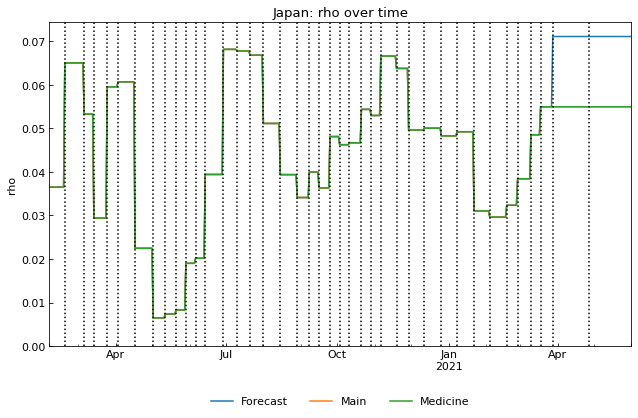 Japan: rho over time
0.07
0.06
0.05
0.04
0.03
0.02
0.01
0.00
rho
Apr Jul Oct Jan Apr
2021
Forecast Main Medicine